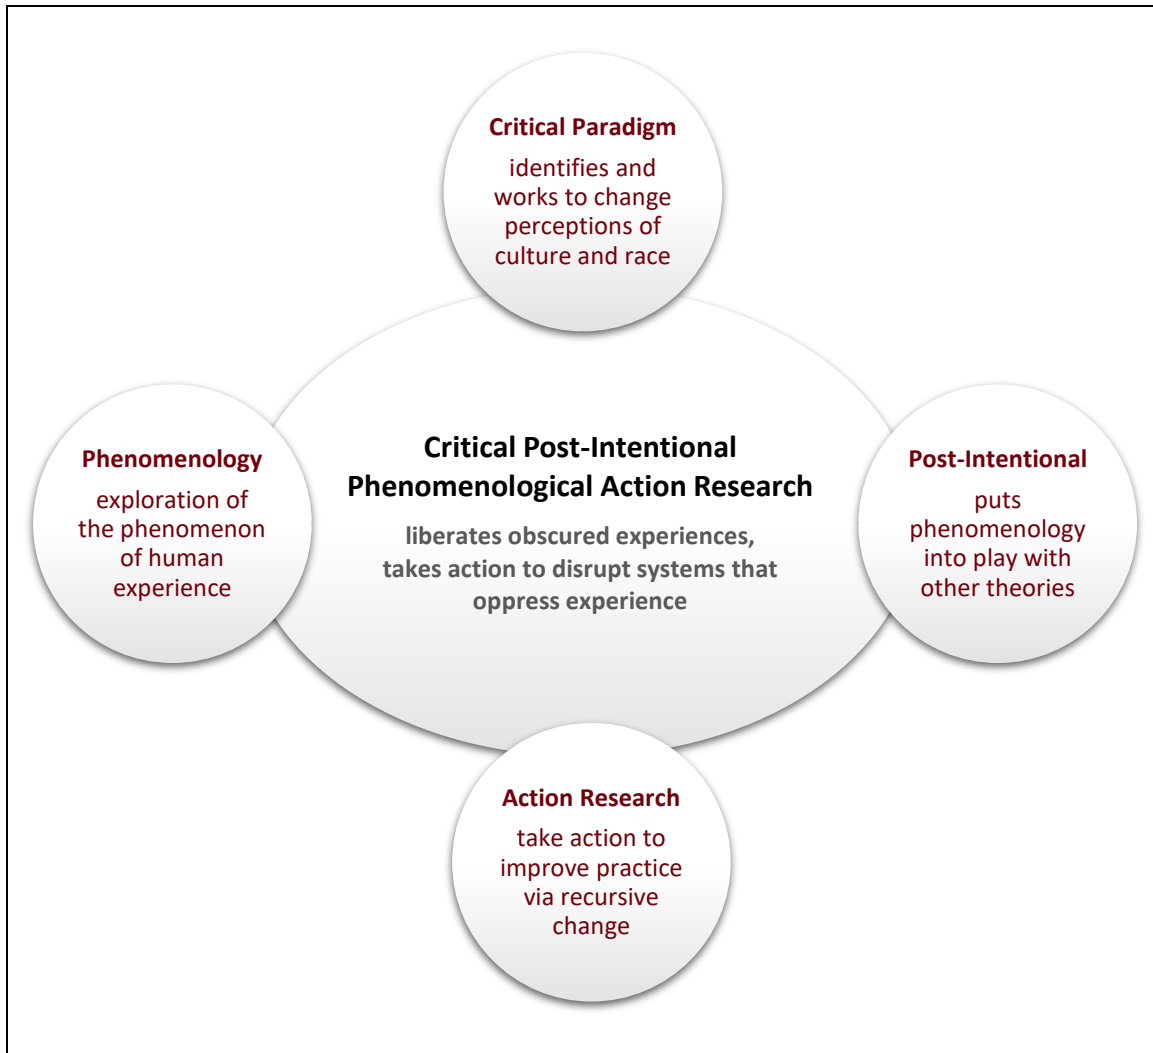 Critical Paradigm
identifies and
works to change
perceptions of
culture and race
Phenomenology
exploration of
the phenomenon
of human
experience
Critical Post-Intentional
Phenomenological Action Research
liberates obscured experiences,
takes action to disrupt systems that
oppress experience
Post-Intentional
puts
phenomenology
into play with
other theories
Action Research
take action to
improve practice
via recursive
change